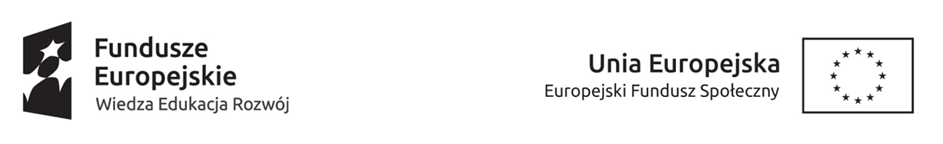 Fundusze
Europejskie
Wiedza Edukacja Rozwój
Unia Europejska
Europejski Fundusz Społeczny